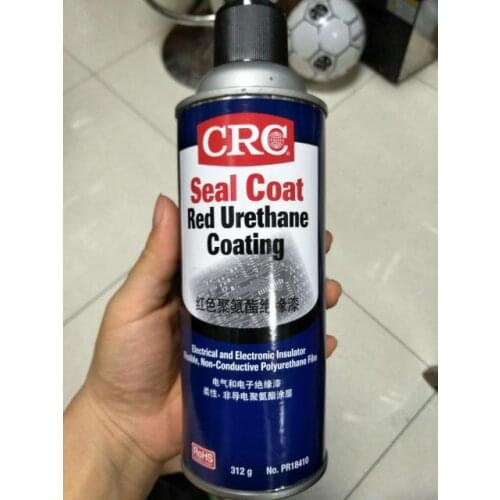 CRC
Seal Coat
Red Urethane
Coating
红色聚氨酯绝缘漆
Electrical and Electronic Insulator
Flexible, Non-Conductive Polyurethane Film
电气和电子绝缘漆
柔性, 非导电聚氨酯涂层
RoHS
312 g No. PR18410